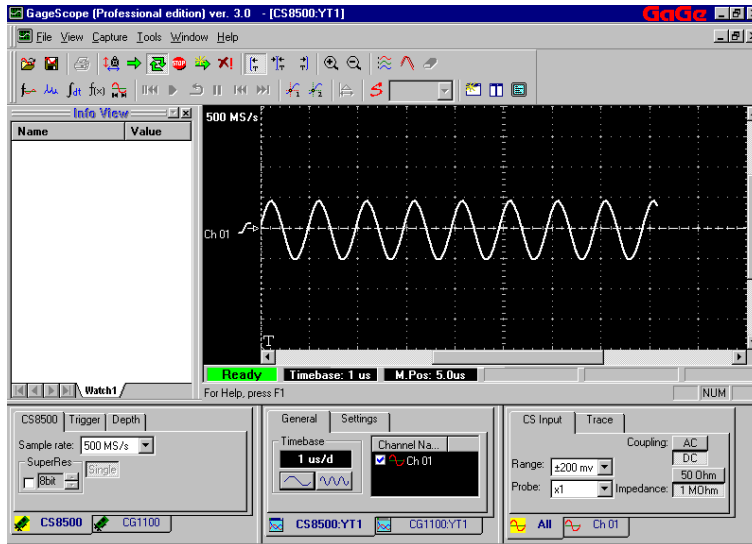 GageScope (Professional edition) ver. 3.0 - [CS8500:YT1]
GaGe
File View Capture Tools Window Help
STOP
∫dt f(x)
1 2
S
Info View
Name Value
500 MS/s
Ch 01
T
Watch1
Ready Timebase: 1 us M.Pos: 5.0us
For Help, press F1
NUM
CS8500 Trigger Depth
Sample rate: 500 MS/s
SuperRes
8bit
Single
CS8500 CG1100
General Settings
Timebase
1 us/d
Channel Na...
Ch 01
CS8500:YT1 CG1100:YT1
CS Input Trace
Coupling: AC
DC
Range: ±200 mv
50 Ohm
Probe: x1
Impedance: 1 MOhm
All Ch 01